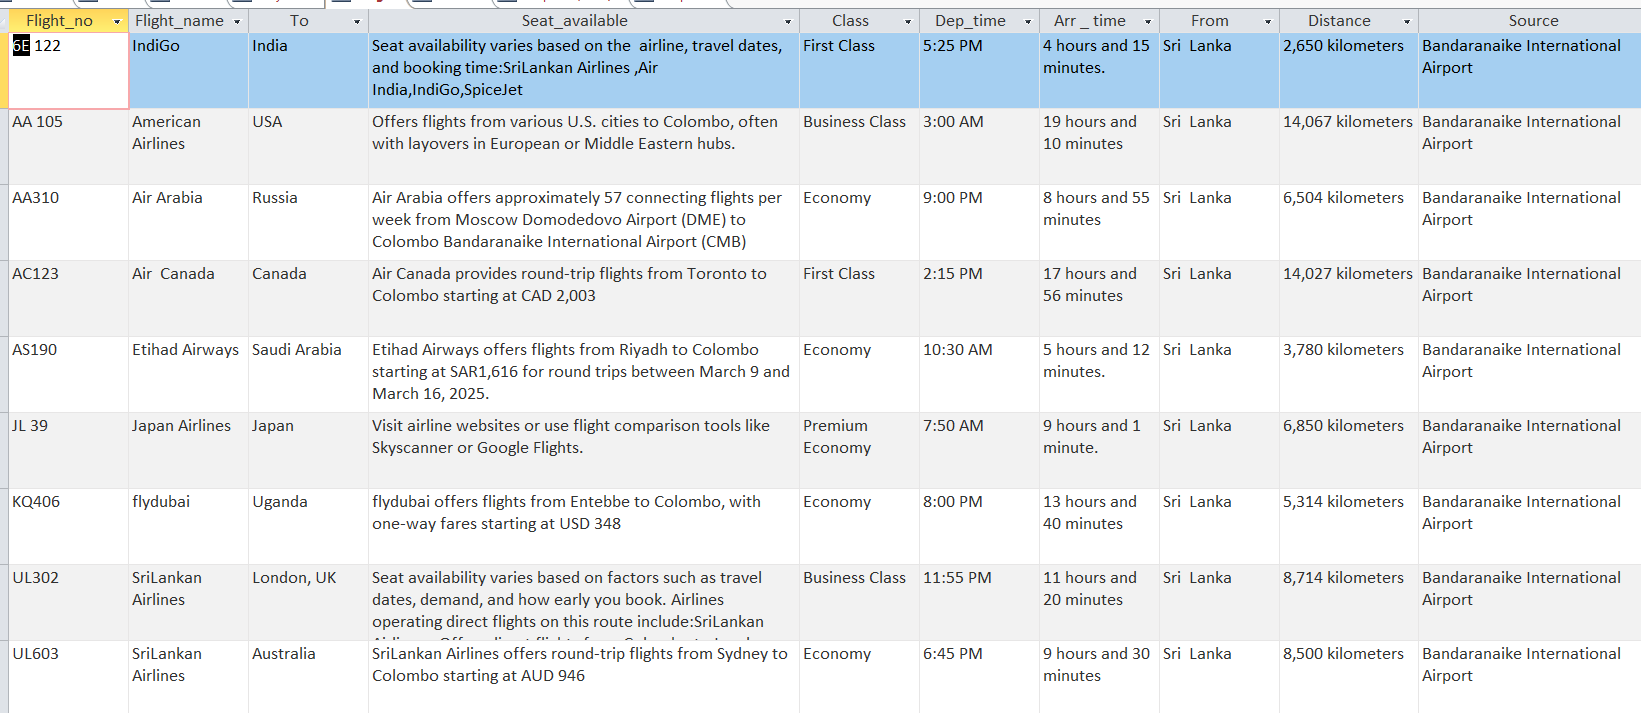 Flight_no Flight_name To Seat_available Class Dep_time Arr _ time From Distance Source
6E 122 IndiGo India Seat availability varies based on the  airline, travel dates, First Class 5:25 PM 4 hours and 15 Sri  Lanka 2,650 kilometers Bandaranaike International
and booking time:SriLankan Airlines ,Air minutes. Airport
India,IndiGo,SpiceJet
AA 105 American USA Offers flights from various U.S. cities to Colombo, often Business Class 3:00 AM 19 hours and Sri  Lanka 14,067 kilometers Bandaranaike International
Airlines with layovers in European or Middle Eastern hubs. 10 minutes Airport
AA310 Air Arabia Russia Air Arabia offers approximately 57 connecting flights per Economy 9:00 PM 8 hours and 55 Sri  Lanka 6,504 kilometers Bandaranaike International
week from Moscow Domodedovo Airport (DME) to minutes Airport
Colombo Bandaranaike International Airport (CMB)
AC123 Air  Canada Canada Air Canada provides round-trip flights from Toronto to First Class 2:15 PM 17 hours and Sri  Lanka 14,027 kilometers Bandaranaike International
Colombo starting at CAD 2,003 56 minutes Airport
AS190 Etihad Airways Saudi Arabia Etihad Airways offers flights from Riyadh to Colombo Economy 10:30 AM 5 hours and 12 Sri  Lanka 3,780 kilometers Bandaranaike International
starting at SAR1,616 for round trips between March 9 and minutes. Airport
March 16, 2025.
JL 39 Japan Airlines Japan Visit airline websites or use flight comparison tools like Premium 7:50 AM 9 hours and 1 Sri  Lanka 6,850 kilometers Bandaranaike International
Skyscanner or Google Flights. Economy minute. Airport
KQ406 flydubai Uganda flydubai offers flights from Entebbe to Colombo, with Economy 8:00 PM 13 hours and Sri  Lanka 5,314 kilometers Bandaranaike International
one-way fares starting at USD 348 40 minutes Airport
UL302 SriLankan London, UK Seat availability varies based on factors such as travel Business Class 11:55 PM 11 hours and Sri  Lanka 8,714 kilometers Bandaranaike International
Airlines dates, demand, and how early you book. Airlines 20 minutes Airport
operating direct flights on this route include:SriLankan
UL603 SriLankan Australia SriLankan Airlines offers round-trip flights from Sydney to Economy 6:45 PM 9 hours and 30 Sri  Lanka 8,500 kilometers Bandaranaike International
Airlines Colombo starting at AUD 946 minutes Airport